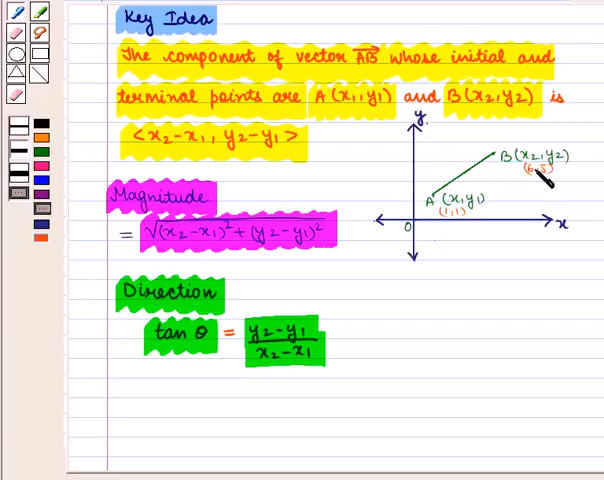 Key Idea
The component of vector AB whose initial and
terminal points are A(x1,y1) and B(x2,y2) is
<x2-x1, y2-y1>
Magnitude
= √(x2-x1)²+(y2-y1)²
Direction
tan θ = y2-y1
x2-x1
y
B(x2,y2)
(6,5)
A (x,y1)
(1,1)
O
x